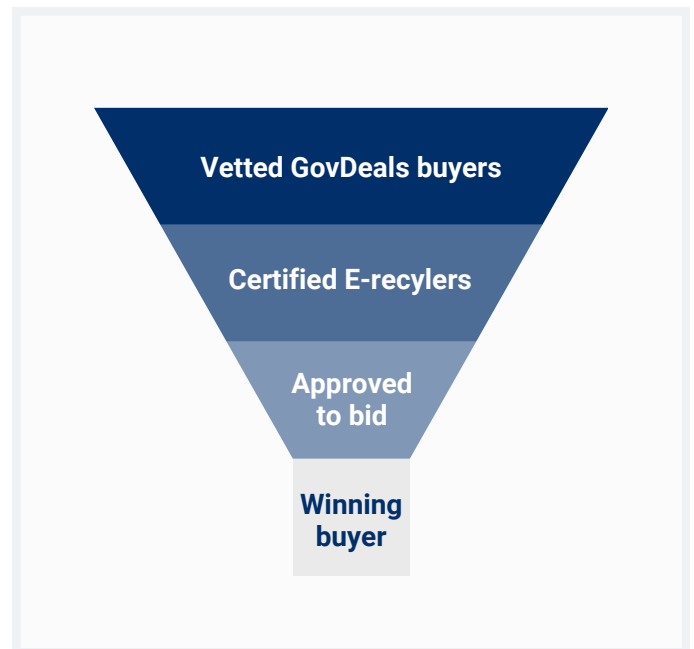 Vetted GovDeals buyers
Certified E-recylers
Approved
to bid
Winning
buyer